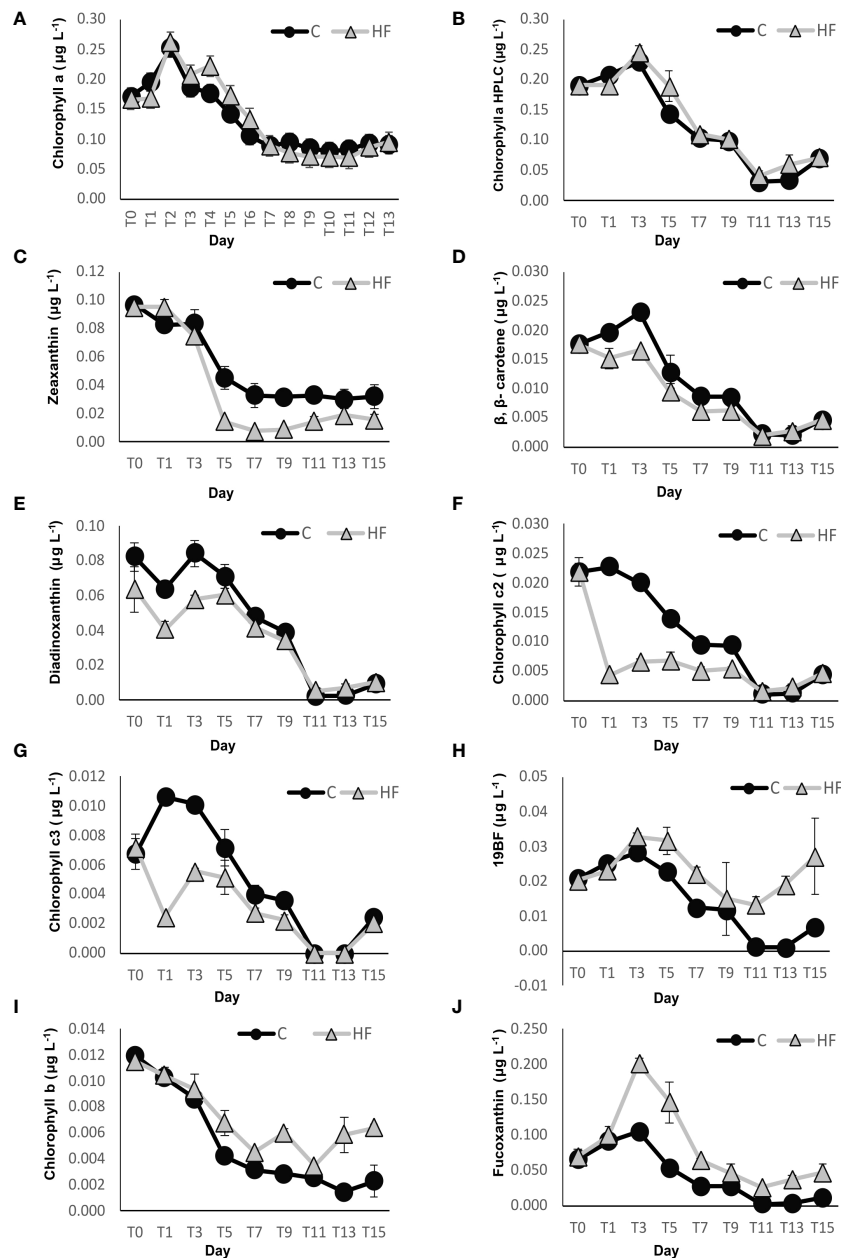 A
Chlorophyll a (µg L⁻¹)
0.30
0.25
0.20
0.15
0.10
0.05
0.00
C HF
T0 T1 T2 T3 T4 T5 T6 T7 T8 T9 T10 T11 T12 T13
Day
B
Chlorophyll a HPLC (µg L⁻¹)
0.30
0.25
0.20
0.15
0.10
0.05
0.00
C HF
T0 T1 T3 T5 T7 T9 T11 T13 T15
Day
C
Zeaxanthin (µg L⁻¹)
0.12
0.10
0.08
0.06
0.04
0.02
0.00
C HF
T0 T1 T3 T5 T7 T9 T11 T13 T15
Day
D
β, β- carotene (µg L⁻¹)
0.030
0.025
0.020
0.015
0.010
0.005
0.000
C HF
T0 T1 T3 T5 T7 T9 T11 T13 T15
Day
E
Diadinoxanthin (µg L⁻¹)
0.10
0.08
0.06
0.04
0.02
0.00
C HF
T0 T1 T3 T5 T7 T9 T11 T13 T15
Day
F
Chlorophyll c2 ( µg L⁻¹)
0.030
0.025
0.020
0.015
0.010
0.005
0.000
C HF
T0 T1 T3 T5 T7 T9 T11 T13 T15
Day
G
Chlorophyll c3 ( µg L⁻¹)
0.012
0.010
0.008
0.006
0.004
0.002
0.000
C HF
T0 T1 T3 T5 T7 T9 T11 T13 T15
Day
H
19BF (µg L⁻¹)
0.05
0.04
0.03
0.02
0.01
0.00
-0.01
C HF
T0 T1 T3 T5 T7 T9 T11 T13 T15
Day
I
Chlorophyll b (µg L⁻¹)
0.014
0.012
0.010
0.008
0.006
0.004
0.002
0.000
C HF
T0 T1 T3 T5 T7 T9 T11 T13 T15
Day
J
Fucoxanthin (µg L⁻¹)
0.250
0.200
0.150
0.100
0.050
0.000
C HF
T0 T1 T3 T5 T7 T9 T11 T13 T15
Day